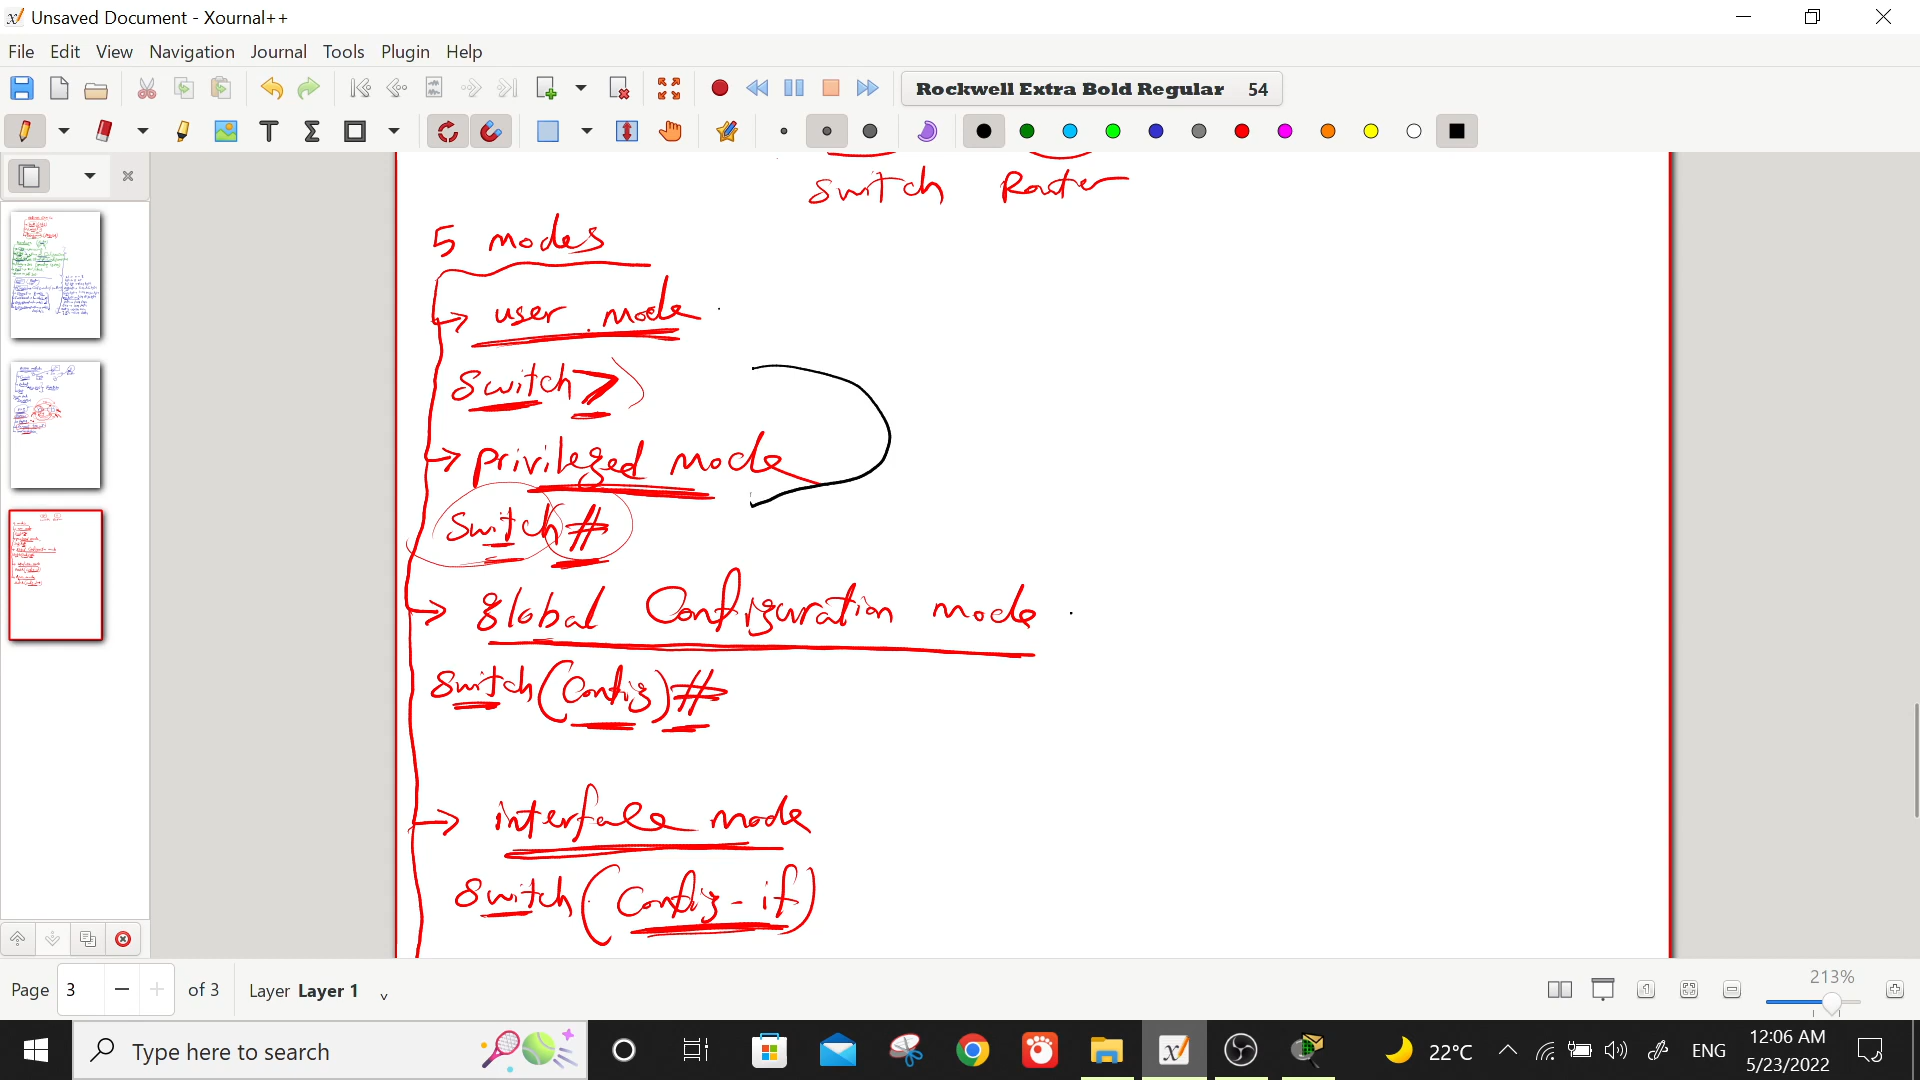 Unsaved Document - Xournal++
File Edit View Navigation Journal Tools Plugin Help
Rockwell Extra Bold Regular 54
switch Router
5 modes
→ user mode
switch >
→ privileged mode
switch #
→ global Configuration mode
switch (Config) #
→ interface mode
switch (Config-if)
Page 3 of 3 Layer Layer 1
213%
Type here to search
22°C
ENG
12:06 AM
5/23/2022